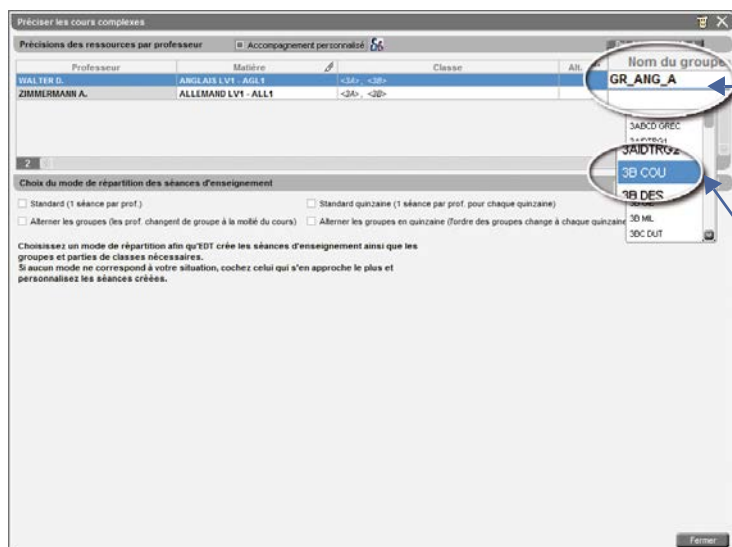 Préciser les cours complexes
Précisions des ressources par professeur
Accompagnement personnalisé
Professeur Matière Classe Alt. Nom du groupe
WALTER D. ANGLAIS LV1 - AGL1 <3A>, <3B> GR_ANG_A
ZIMMERMANN A. ALLEMAND LV1 - ALL1 <3A>, <3B>
3ABCD GREC
3AIDTRG2
3B COU
3B DES
3B MIL
3BC DUT
2
Choix du mode de répartition des séances d'enseignement
Standard (1 séance par prof.) Standard quinzaine (1 séance par prof. pour chaque quinzaine)
Alterner les groupes (les prof. changent de groupe à la moitié du cours) Alterner les groupes en quinzaine (l'ordre des groupes change à chaque quinzaine
Choisissez un mode de répartition afin qu'EDT crée les séances d'enseignement ainsi que les
groupes et parties de classes nécessaires.
Si aucun mode ne correspond à votre situation, cochez celui qui s'en approche le plus et
personnalisez les séances créées.
Fermer